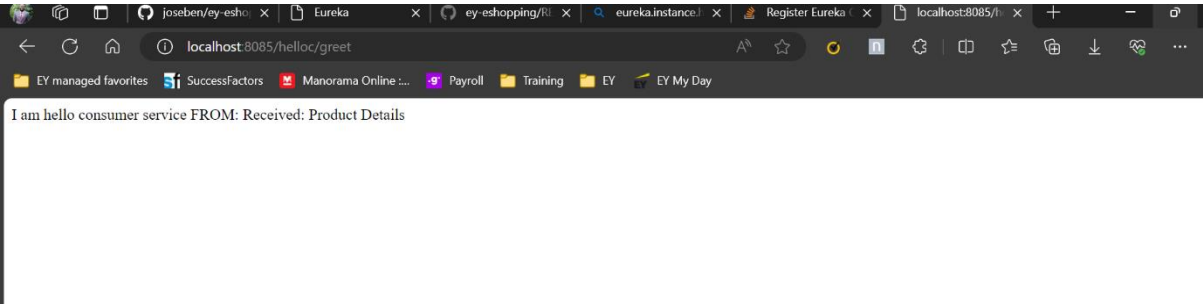 joseben/ey-eshop
Eureka
ey-eshopping/RE
eureka.instance.h
Register Eureka C
localhost:8085/h
localhost:8085/helloc/greet
EY managed favorites
SuccessFactors
Manorama Online :...
Payroll
Training
EY
EY My Day
I am hello consumer service FROM: Received: Product Details